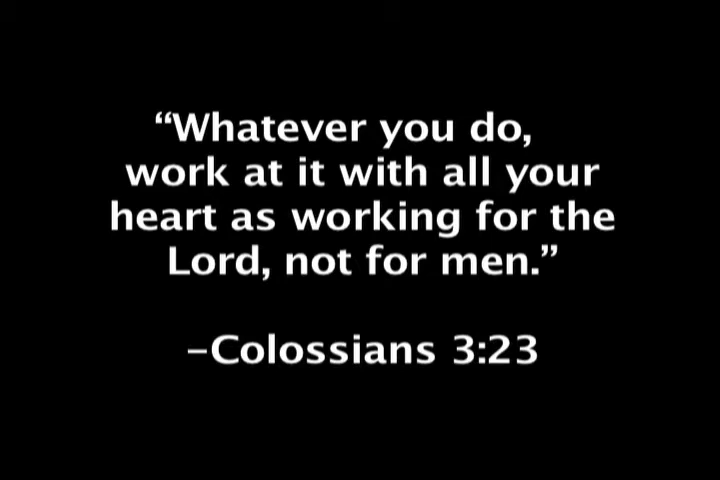 “Whatever you do,
work at it with all your
heart as working for the
Lord, not for men.”
–Colossians 3:23